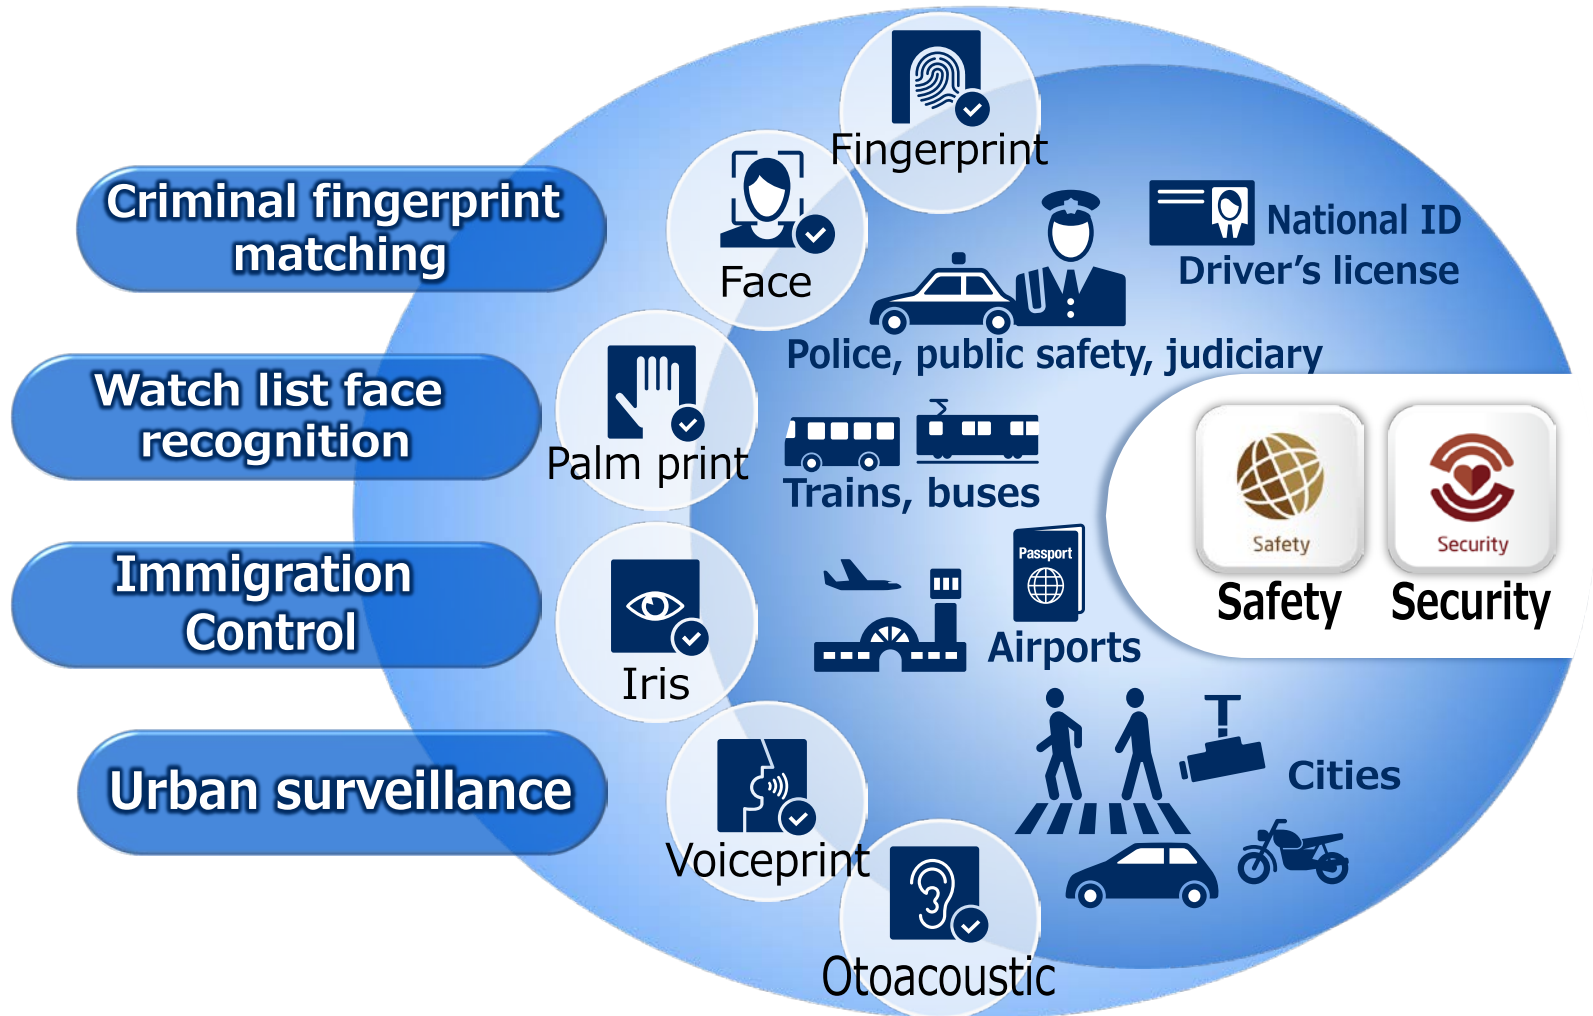 Criminal fingerprint
matching
Watch list face
recognition
Immigration
Control
Urban surveillance
Fingerprint
Face
Palm print
Iris
Voiceprint
Otoacoustic
National ID
Driver’s license
Police, public safety, judiciary
Trains, buses
Passport
Airports
Cities
Safety
Security
Safety
Security